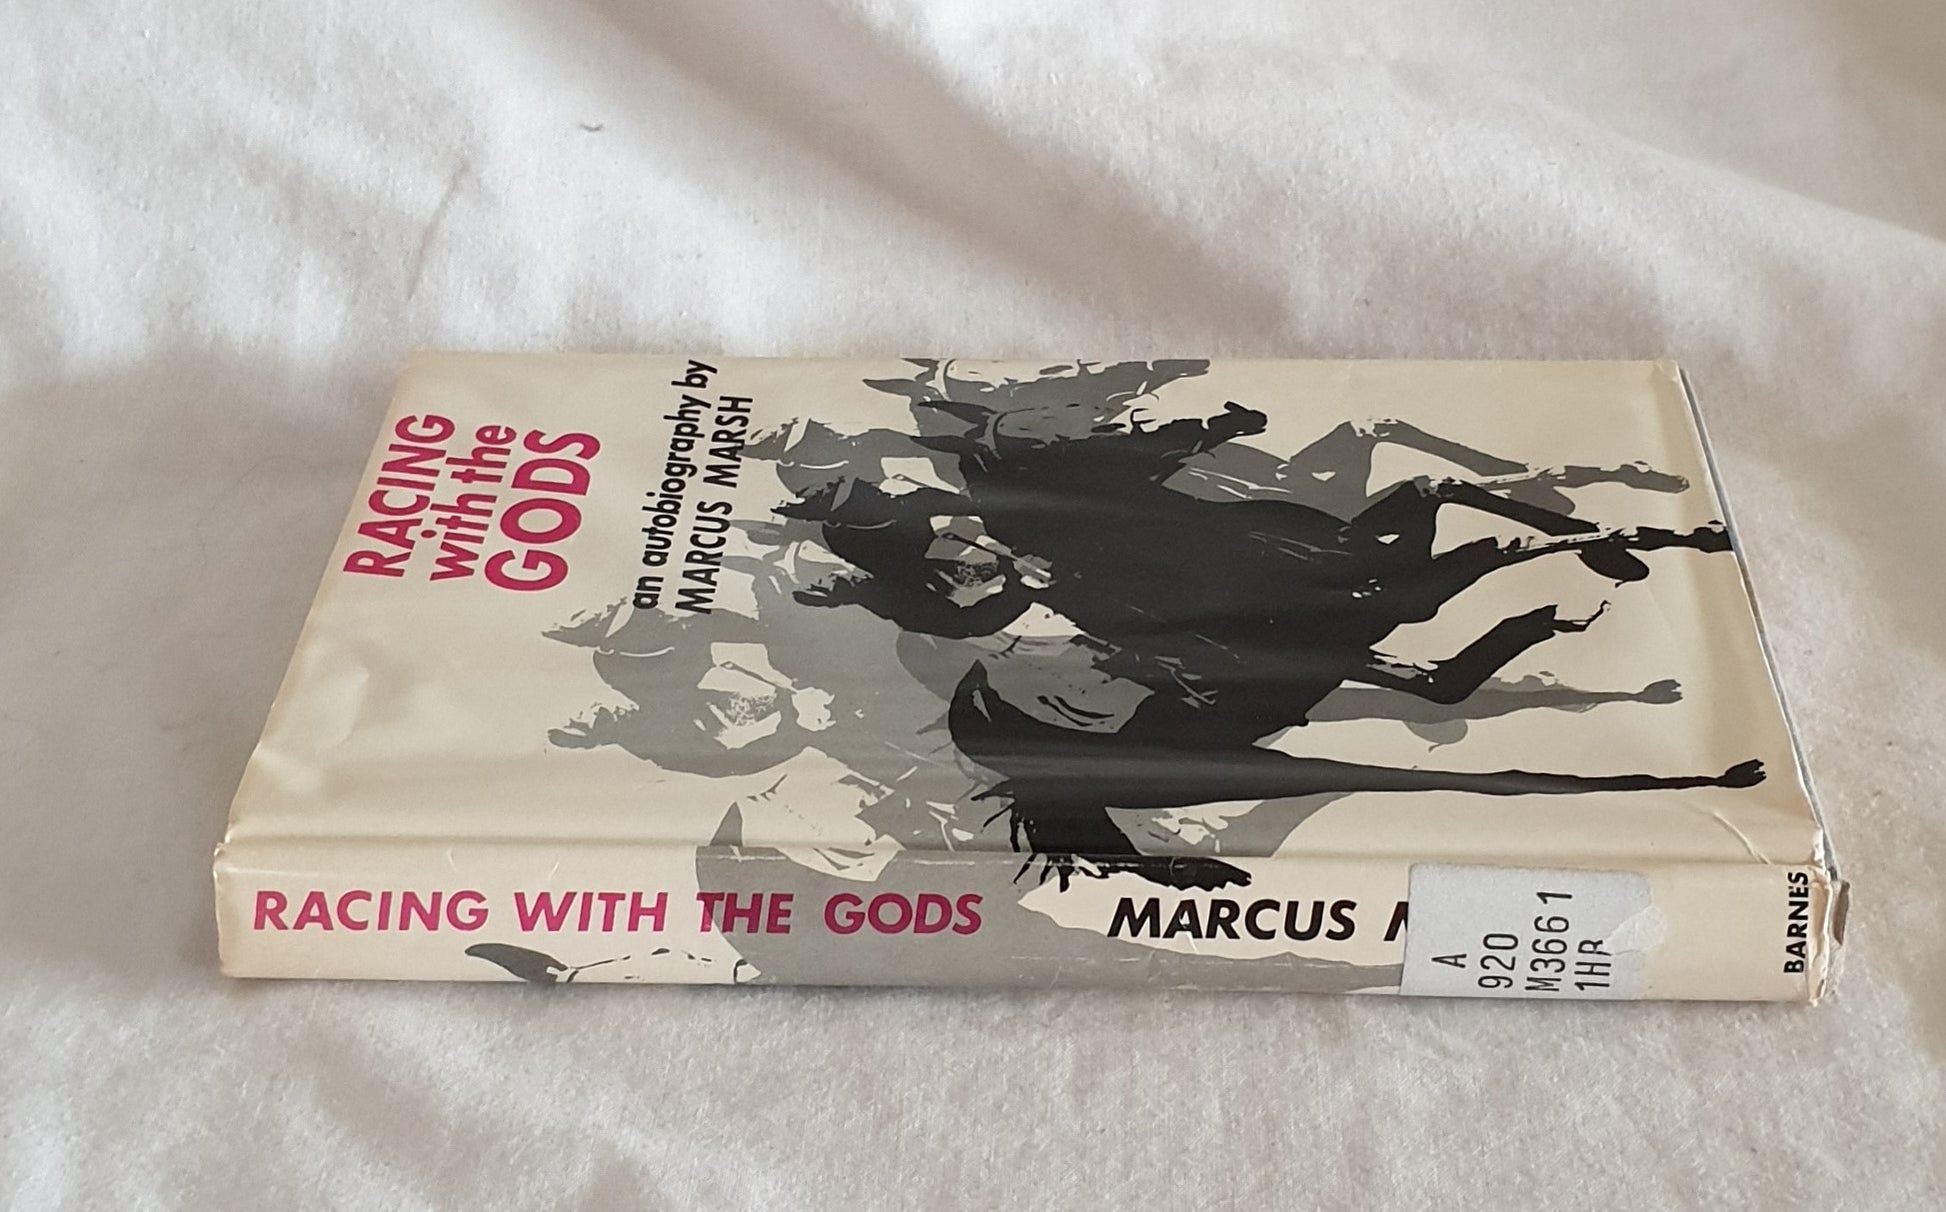 RACING
with the
GODS
an autobiography by
MARCUS MARSH
RACING WITH THE GODS
MARCUS
A
920
M3661
1HR
BARNES